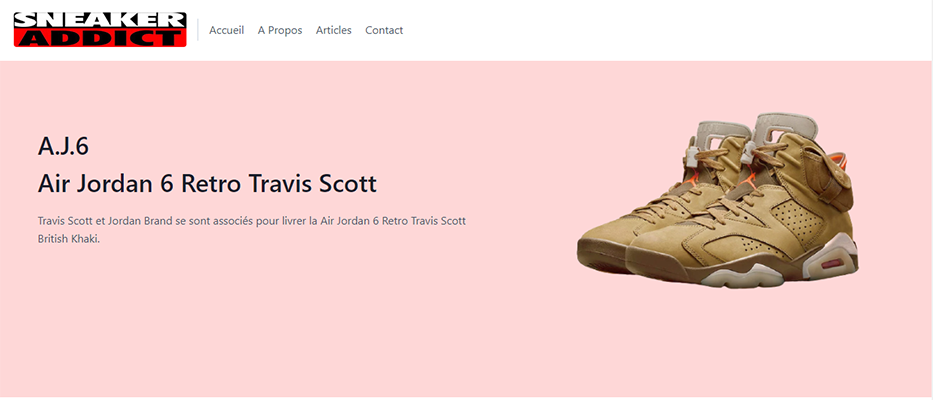 SNEAKER
ADDICT
Accueil A Propos Articles Contact
A.J.6
Air Jordan 6 Retro Travis Scott
Travis Scott et Jordan Brand se sont associés pour livrer la Air Jordan 6 Retro Travis Scott
British Khaki.